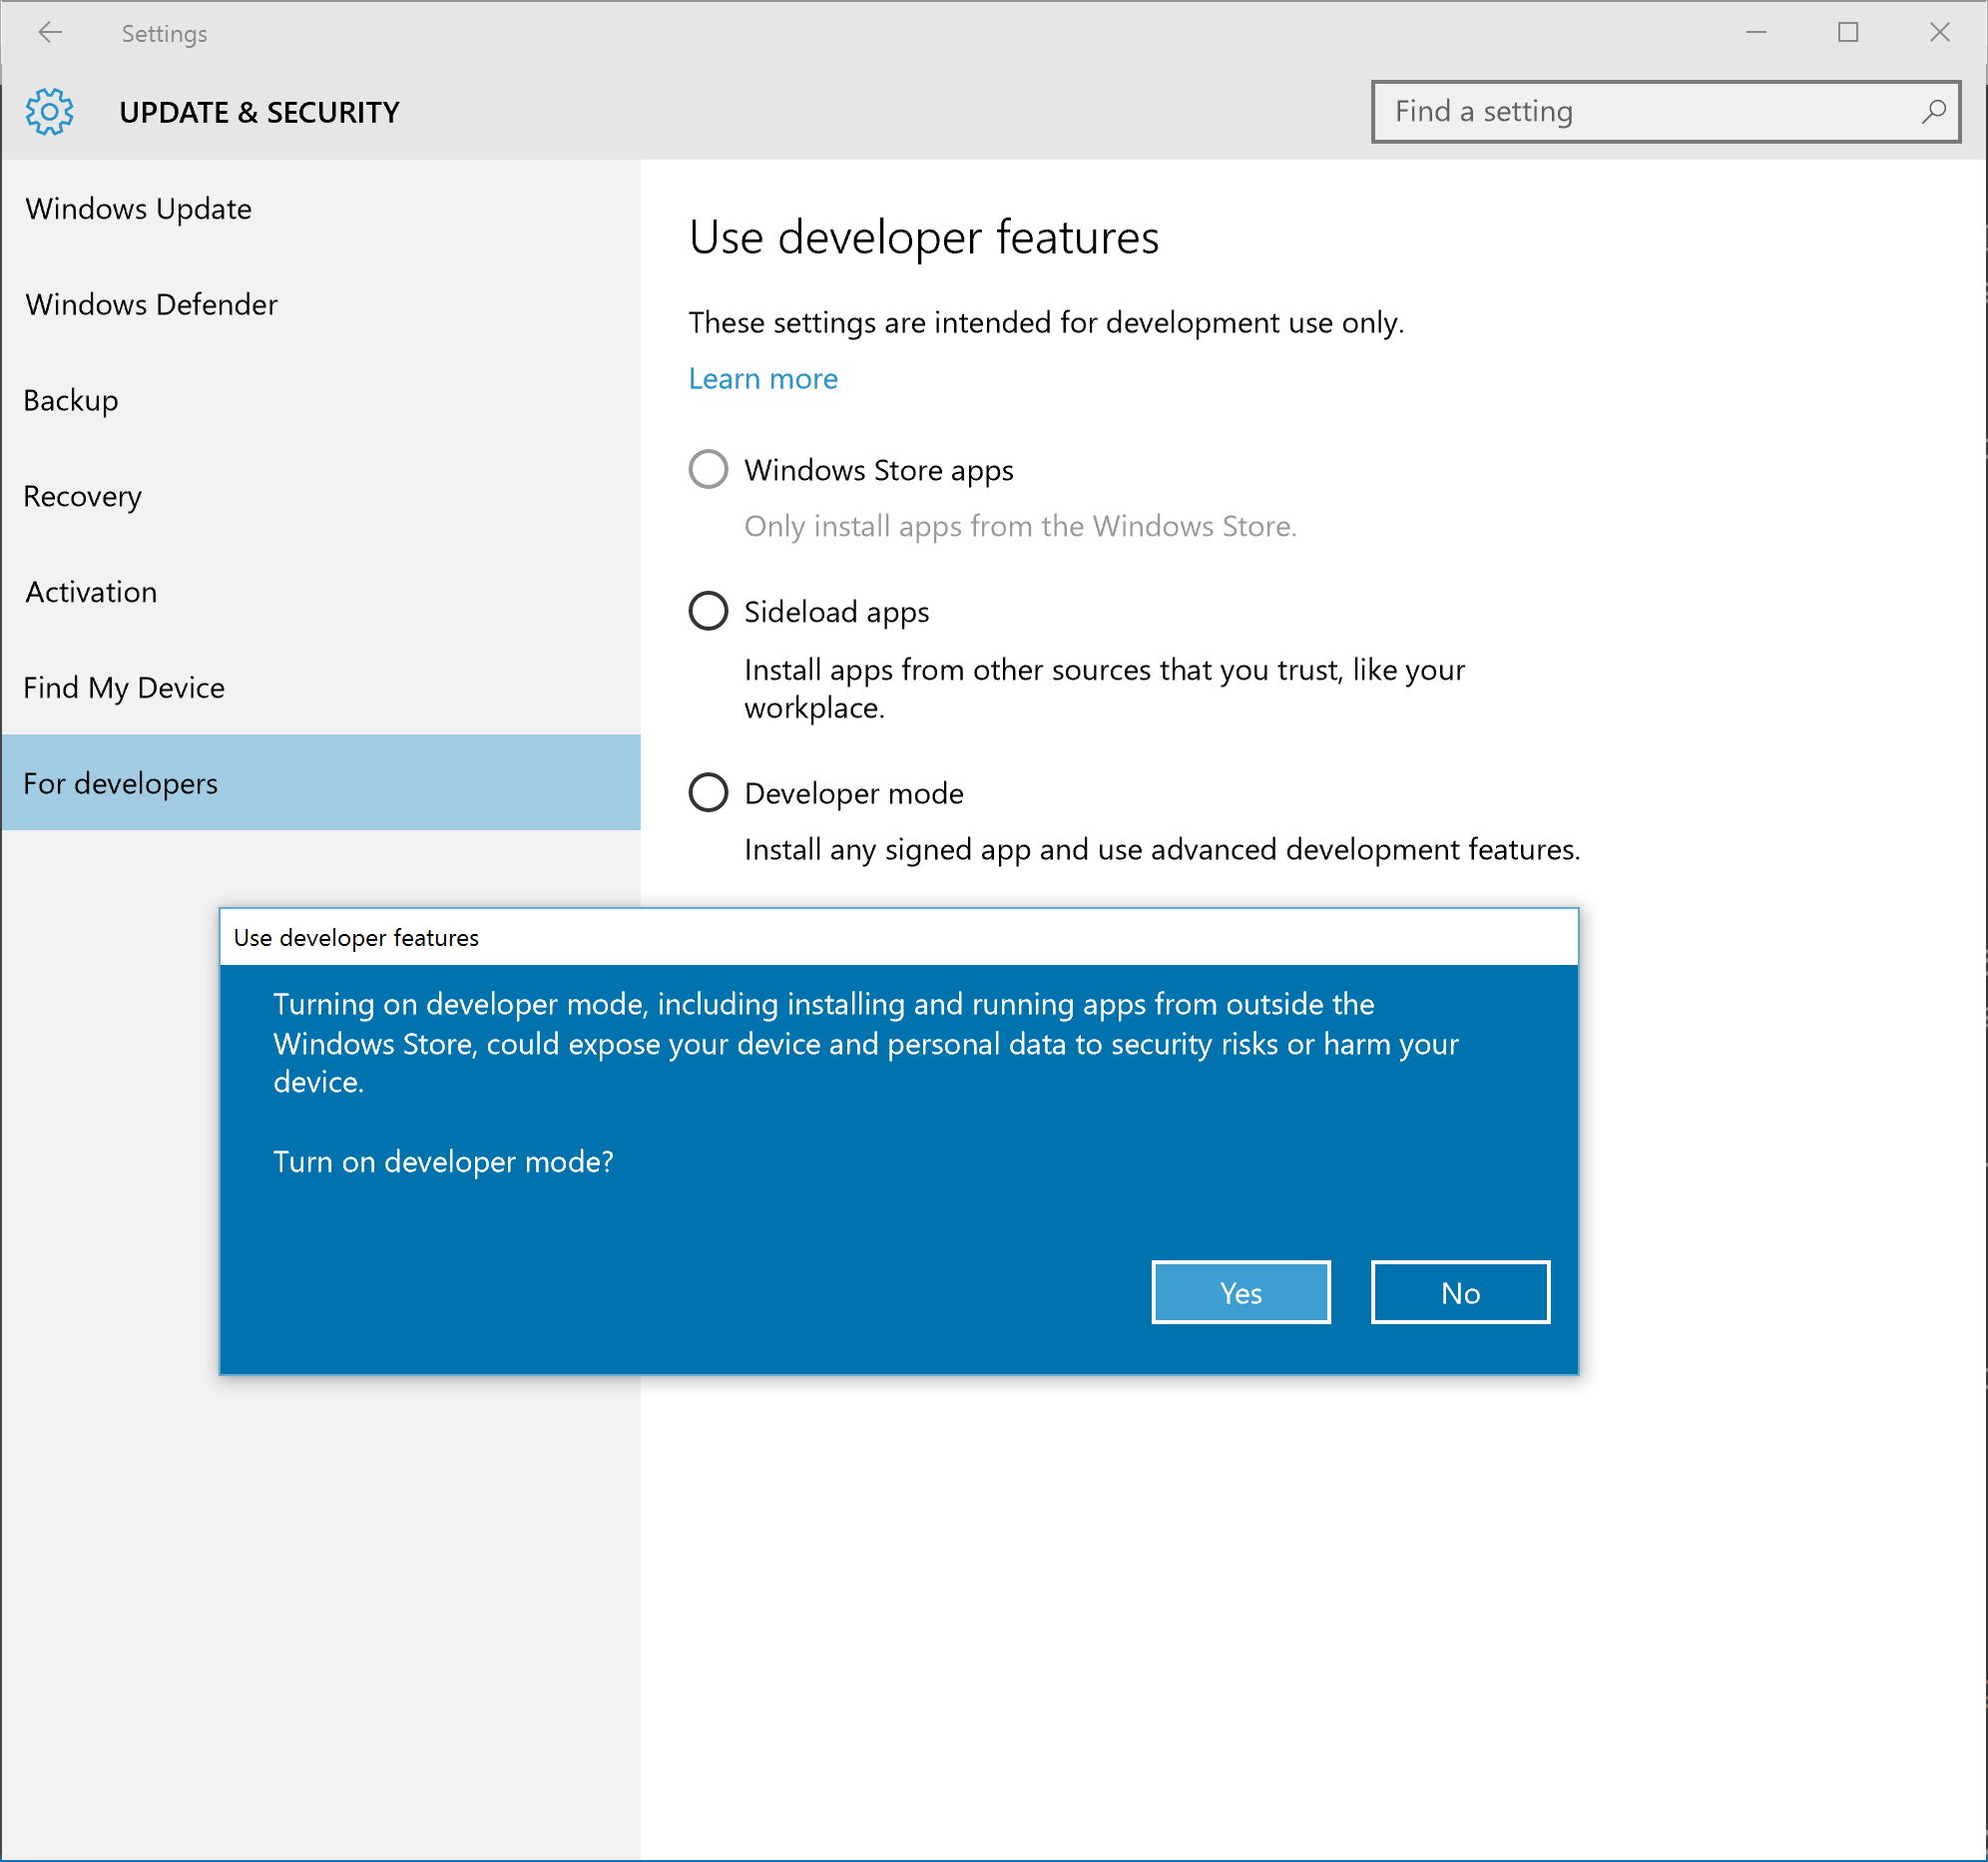 Settings
UPDATE & SECURITY
Find a setting
Windows Update
Windows Defender
Backup
Recovery
Activation
Find My Device
For developers
Use developer features
These settings are intended for development use only.
Learn more
Windows Store apps
Only install apps from the Windows Store.
Sideload apps
Install apps from other sources that you trust, like your
workplace.
Developer mode
Install any signed app and use advanced development features.
Use developer features
Turning on developer mode, including installing and running apps from outside the
Windows Store, could expose your device and personal data to security risks or harm your
device.
Turn on developer mode?
Yes
No